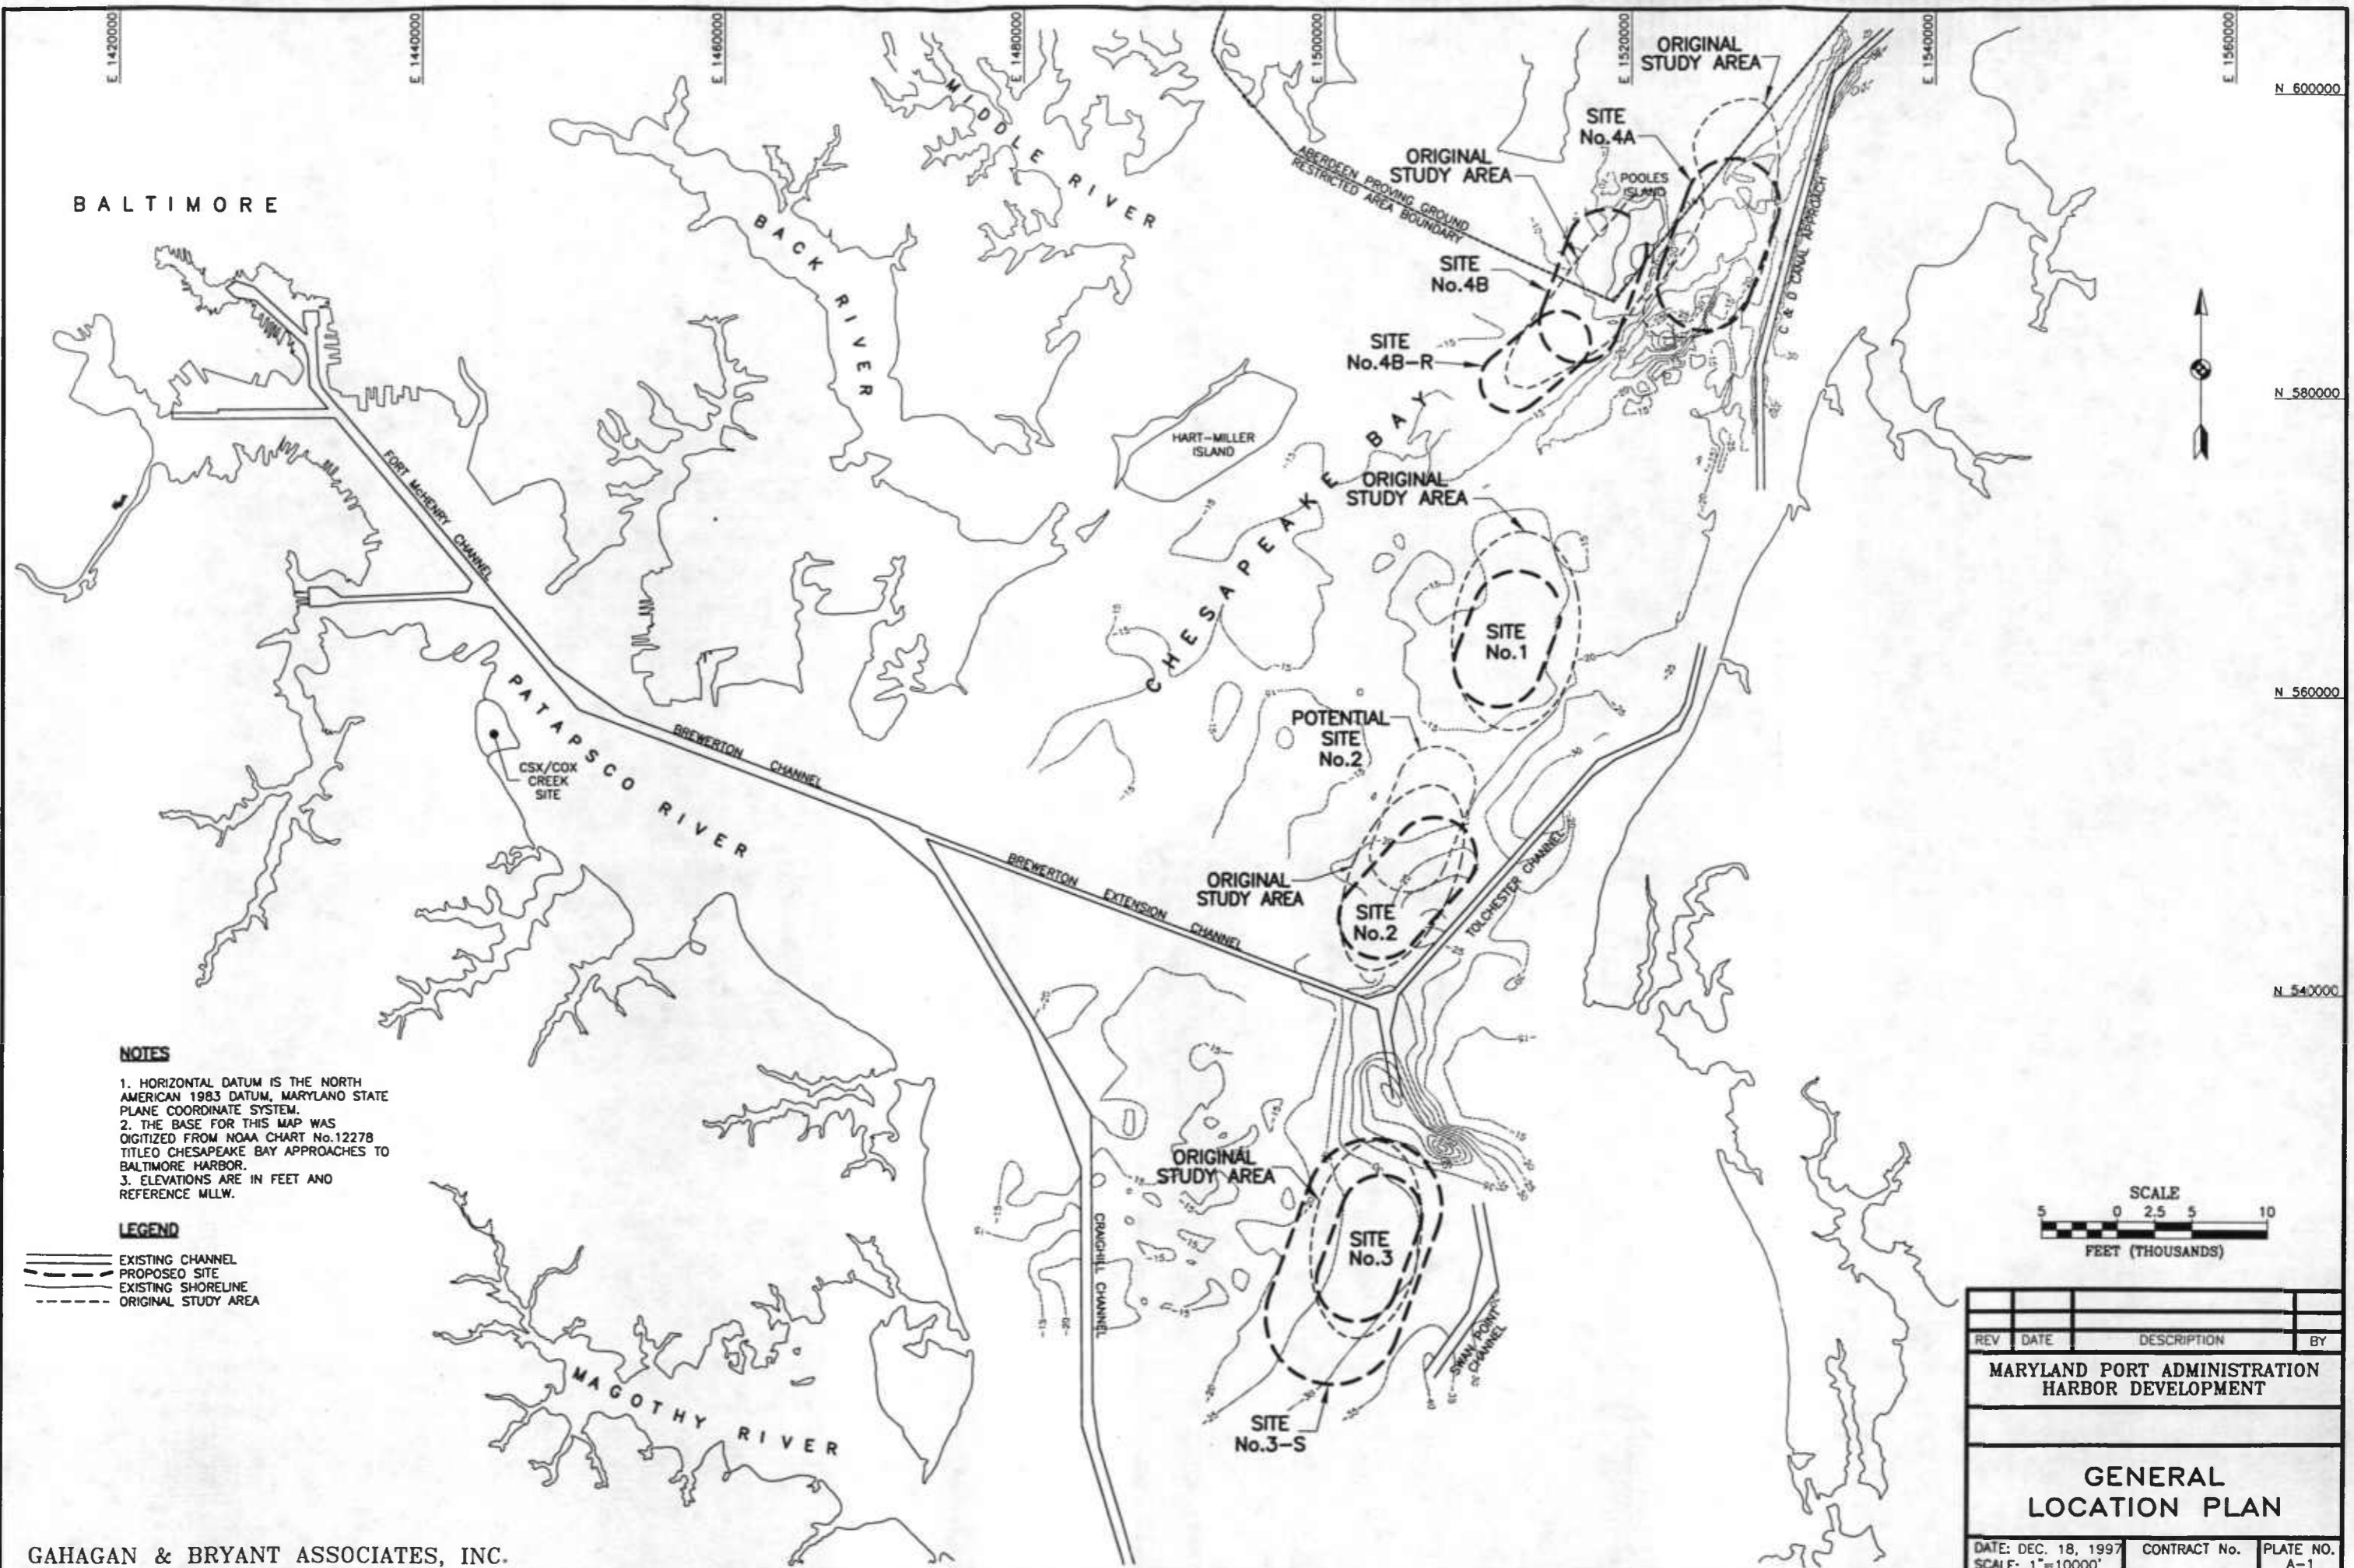 E 1420000
E 1440000
E 1460000
E 1480000
E 1500000
E 1520000
E 1540000
E 1560000
N 600000
N 580000
N 560000
N 540000
BALTIMORE
MIDDLE RIVER
BACK RIVER
ABERDEEN PROVING GROUND
RESTRICTED AREA BOUNDARY
ORIGINAL
STUDY AREA
SITE
No.4A
ORIGINAL
STUDY AREA
POOLES
ISLAND
SITE
No.4B
SITE
No.4B-R
C & D CANAL APPROACH
HART-MILLER
ISLAND
CHESAPEAKE BAY
ORIGINAL
STUDY AREA
SITE
No.1
FORT McHENRY CHANNEL
PATAPSCO RIVER
CSX/COX
CREEK
SITE
BREWERTON CHANNEL
POTENTIAL
SITE
No.2
BREWERTON EXTENSION CHANNEL
ORIGINAL
STUDY AREA
SITE
No.2
TOLCHESTER CHANNEL
ORIGINAL
STUDY AREA
SITE
No.3
CRAIGHILL CHANNEL
SWAN POINT
CHANNEL
SITE
No.3-S
MAGOTHY RIVER
NOTES
1. HORIZONTAL DATUM IS THE NORTH
AMERICAN 1983 DATUM, MARYLAND STATE
PLANE COORDINATE SYSTEM.
2. THE BASE FOR THIS MAP WAS
DIGITIZED FROM NOAA CHART No.12278
TITLED CHESAPEAKE BAY APPROACHES TO
BALTIMORE HARBOR.
3. ELEVATIONS ARE IN FEET AND
REFERENCE MLLW.
LEGEND
EXISTING CHANNEL
PROPOSED SITE
EXISTING SHORELINE
ORIGINAL STUDY AREA
SCALE
5 0 2.5 5 10
FEET (THOUSANDS)
REV DATE DESCRIPTION BY
MARYLAND PORT ADMINISTRATION
HARBOR DEVELOPMENT
GENERAL
LOCATION PLAN
DATE: DEC. 18, 1997 CONTRACT No. PLATE NO.
SCALE: 1"=10000' A-1
GAHAGAN & BRYANT ASSOCIATES, INC.